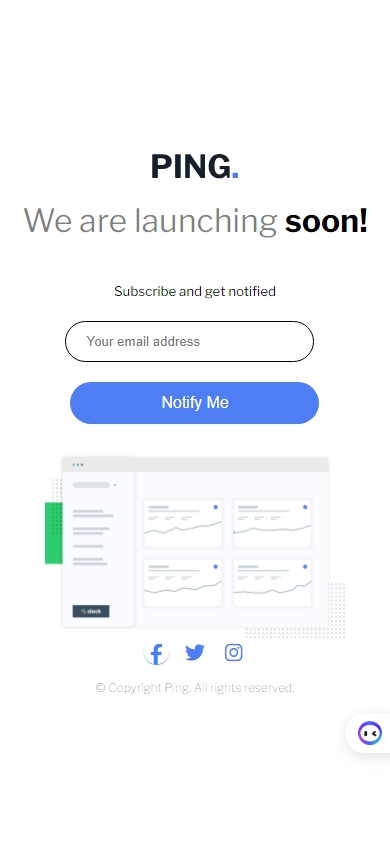 PING.
We are launching soon!
Subscribe and get notified
Your email address
Notify Me
slack
© Copyright Ping. All rights reserved.